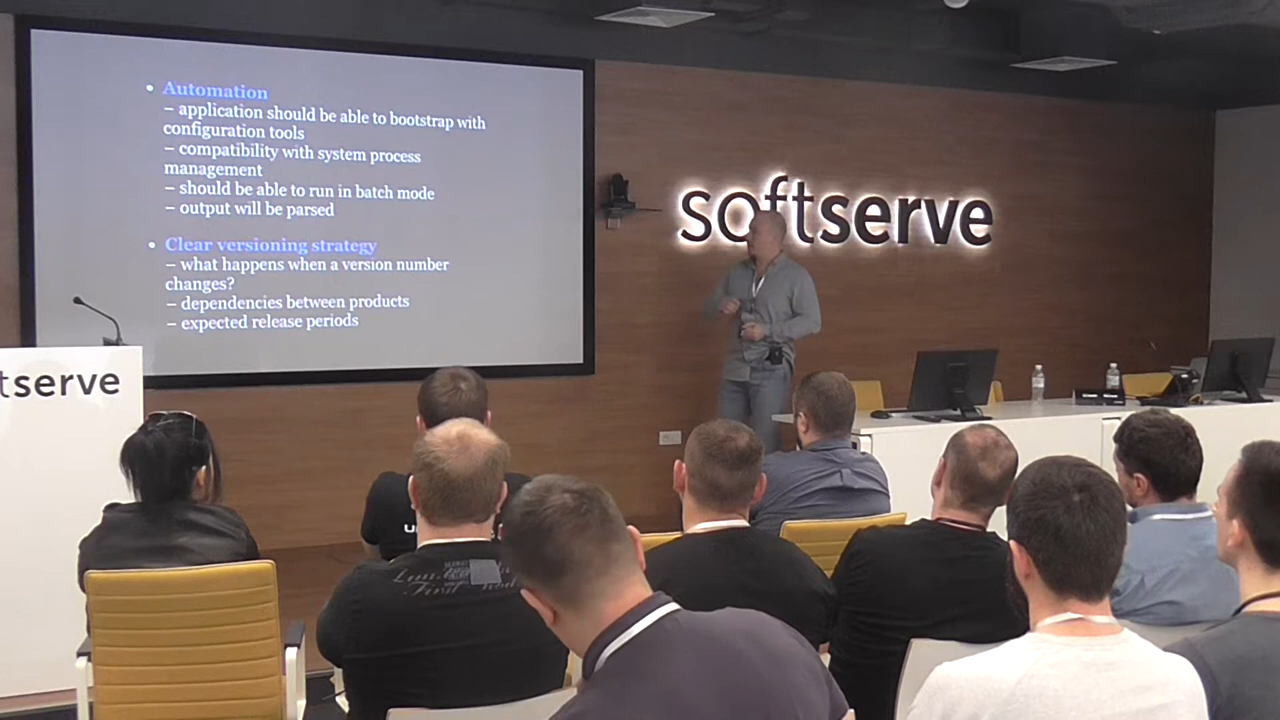 • Automation
– application should be able to bootstrap with
configuration tools
– compatibility with system process
management
– should be able to run in batch mode
– output will be parsed
• Clear versioning strategy
– what happens when a version number
changes?
– dependencies between products
– expected release periods
softserve
tserve